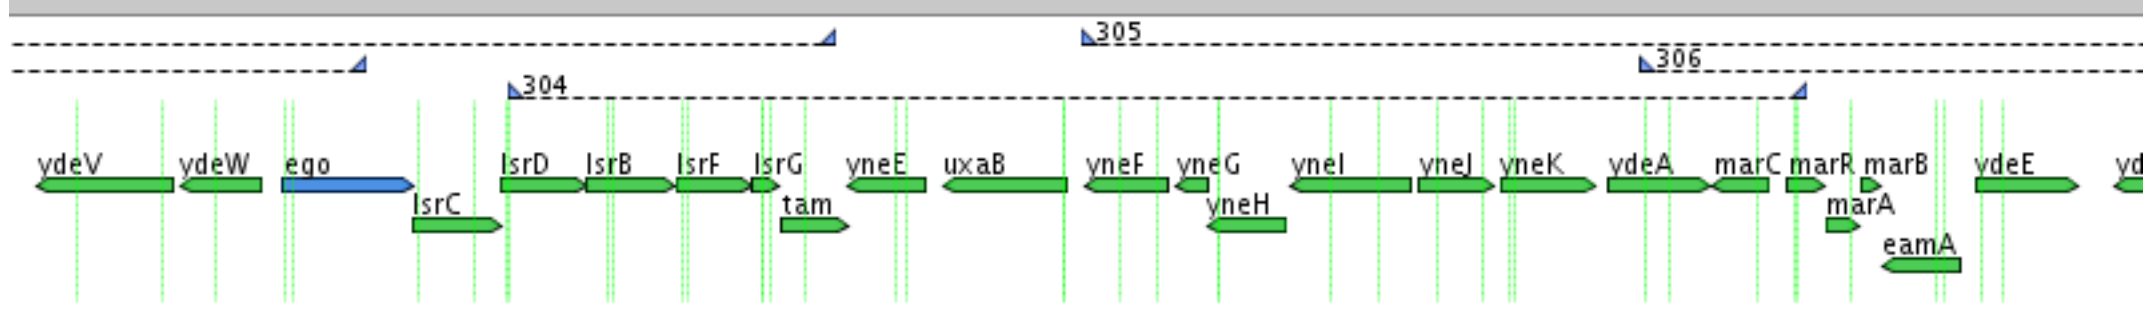 305
306
304
ydeV ydeW ego lsrD lsrB lsrF lsrG yneE uxaB yneF yneG yneI yneJ yneK ydeA marC marR marB ydeE yd
lsrC tam yneH marA
eamA